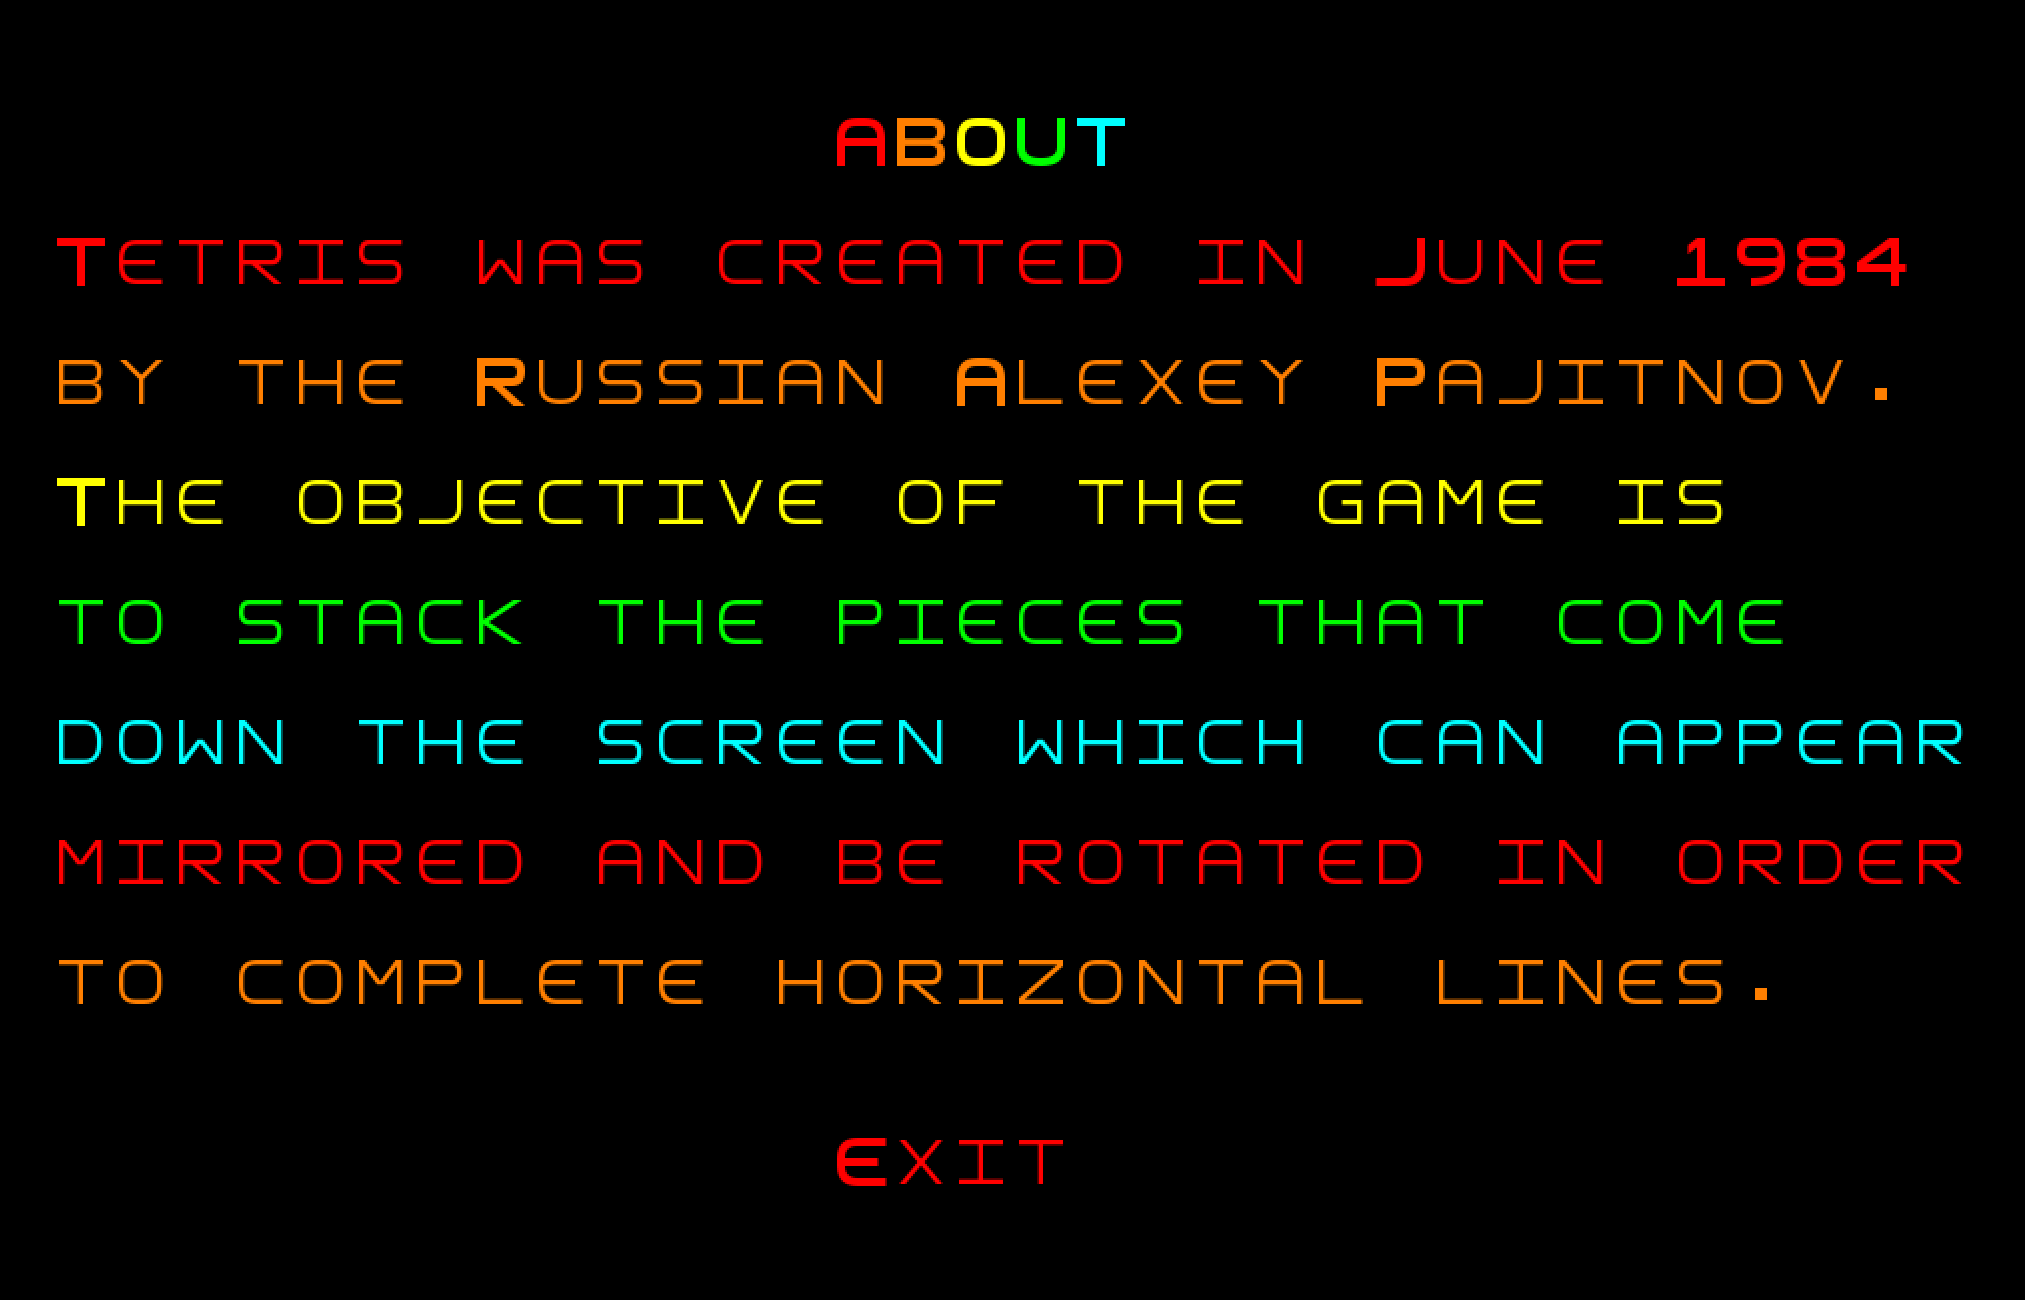 ABOUT
Tetris was created in June 1984
by the Russian Alexey Pajitnov.
The objective of the game is
to stack the pieces that come
down the screen which can appear
mirrored and be rotated in order
to complete horizontal lines.
Exit